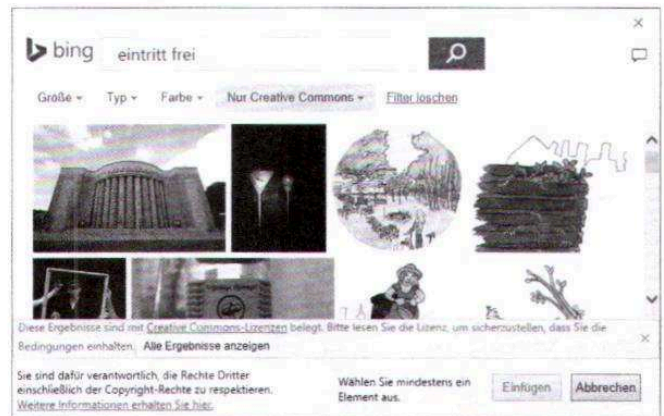 bing
eintritt frei
Größe
Typ
Farbe
Nur Creative Commons
Filter löschen
Diese Ergebnisse sind mit Creative Commons-Lizenzen belegt. Bitte lesen Sie die Lizenz, um sicherzustellen, dass Sie die
Bedingungen einhalten. Alle Ergebnisse anzeigen
Sie sind dafür verantwortlich, die Rechte Dritter
einschließlich der Copyright-Rechte zu respektieren.
Weitere Informationen erhalten Sie hier.
Wählen Sie mindestens ein
Element aus.
Einfügen
Abbrechen